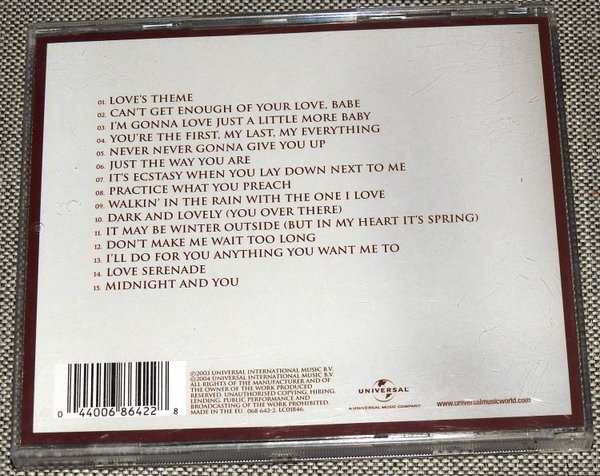 01. LOVE'S THEME
02. CAN'T GET ENOUGH OF YOUR LOVE, BABE
03. I'M GONNA LOVE JUST A LITTLE MORE BABY
04. YOU'RE THE FIRST, MY LAST, MY EVERYTHING
05. NEVER NEVER GONNA GIVE YOU UP
06. JUST THE WAY YOU ARE
07. IT'S ECSTASY WHEN YOU LAY DOWN NEXT TO ME
08. PRACTICE WHAT YOU PREACH
09. WALKIN' IN THE RAIN WITH THE ONE I LOVE
10. DARK AND LOVELY (YOU OVER THERE)
11. IT MAY BE WINTER OUTSIDE (BUT IN MY HEART IT'S SPRING)
12. DON'T MAKE ME WAIT TOO LONG
13. I'LL DO FOR YOU ANYTHING YOU WANT ME TO
14. LOVE SERENADE
15. MIDNIGHT AND YOU
℗2003 UNIVERSAL INTERNATIONAL MUSIC B.V.
©2004 UNIVERSAL INTERNATIONAL MUSIC B.V.
ALL RIGHTS OF THE MANUFACTURER AND OF
THE OWNER OF THE WORK PRODUCED
RESERVED. UNAUTHORISED COPYING, HIRING,
LENDING, PUBLIC PERFORMANCE AND
BROADCASTING OF THE WORK PROHIBITED.
MADE IN THE EU. 068 642-2. LC01846.
0 44006 86422 8
UNIVERSAL
A UNIVERSAL MUSIC COMPANY
www.universalmusicworld.com